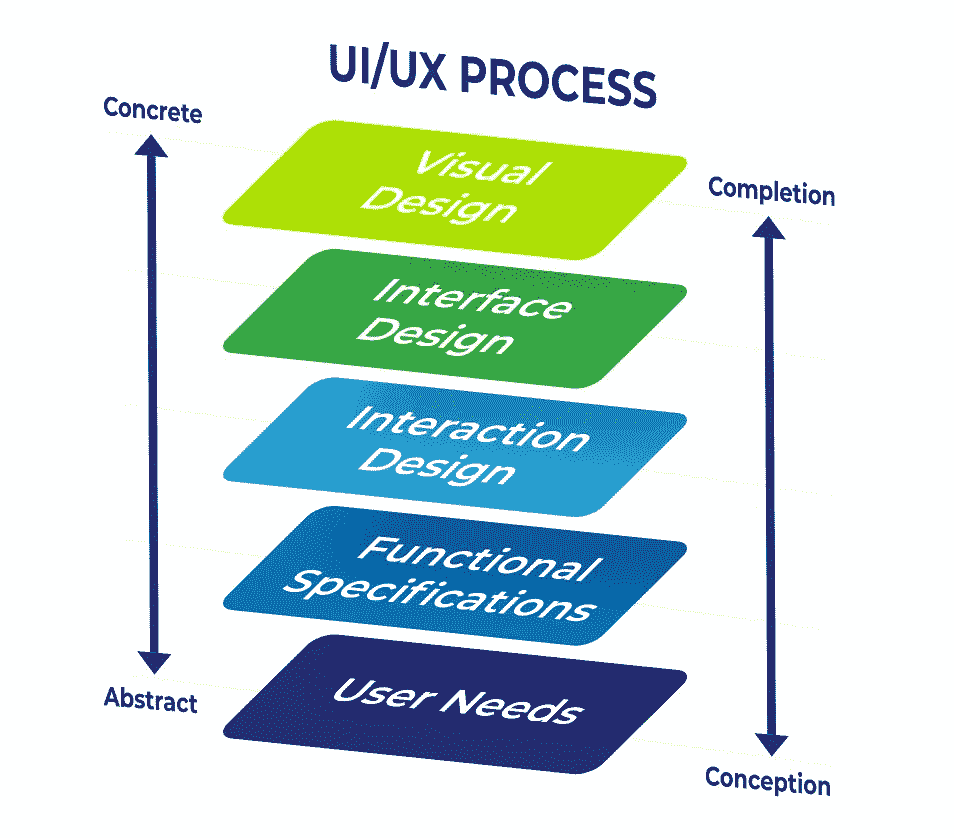 UI/UX PROCESS
Concrete
Visual
Design
Completion
Interface
Design
Interaction
Design
Functional
Specifications
User Needs
Abstract
Conception